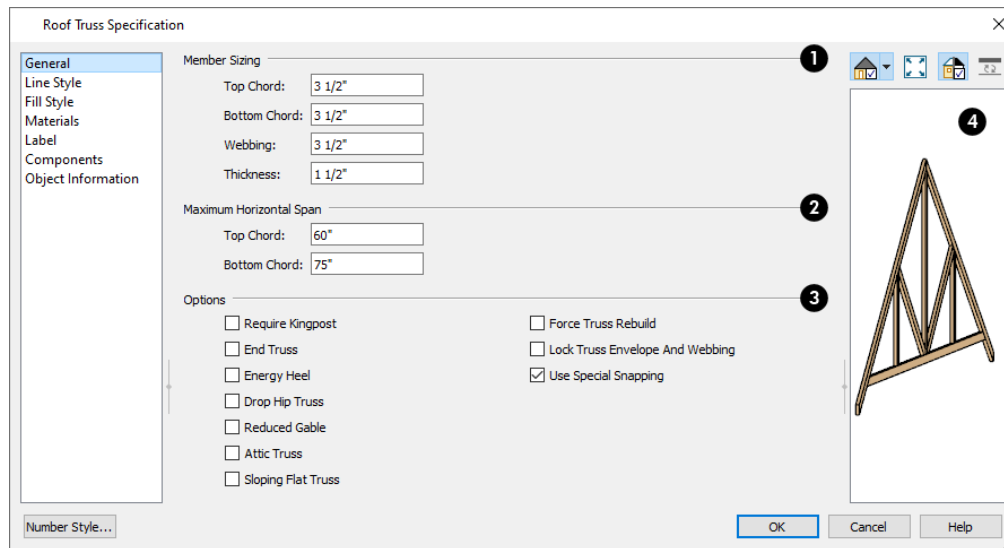 Roof Truss Specification
General
Line Style
Fill Style
Materials
Label
Components
Object Information
Member Sizing
1
Top Chord: 3 1/2"
Bottom Chord: 3 1/2"
Webbing: 3 1/2"
Thickness: 1 1/2"
Maximum Horizontal Span
2
Top Chord: 60"
Bottom Chord: 75"
Options
3
Require Kingpost
End Truss
Energy Heel
Drop Hip Truss
Reduced Gable
Attic Truss
Sloping Flat Truss
Force Truss Rebuild
Lock Truss Envelope And Webbing
Use Special Snapping
4
Number Style...
OK
Cancel
Help